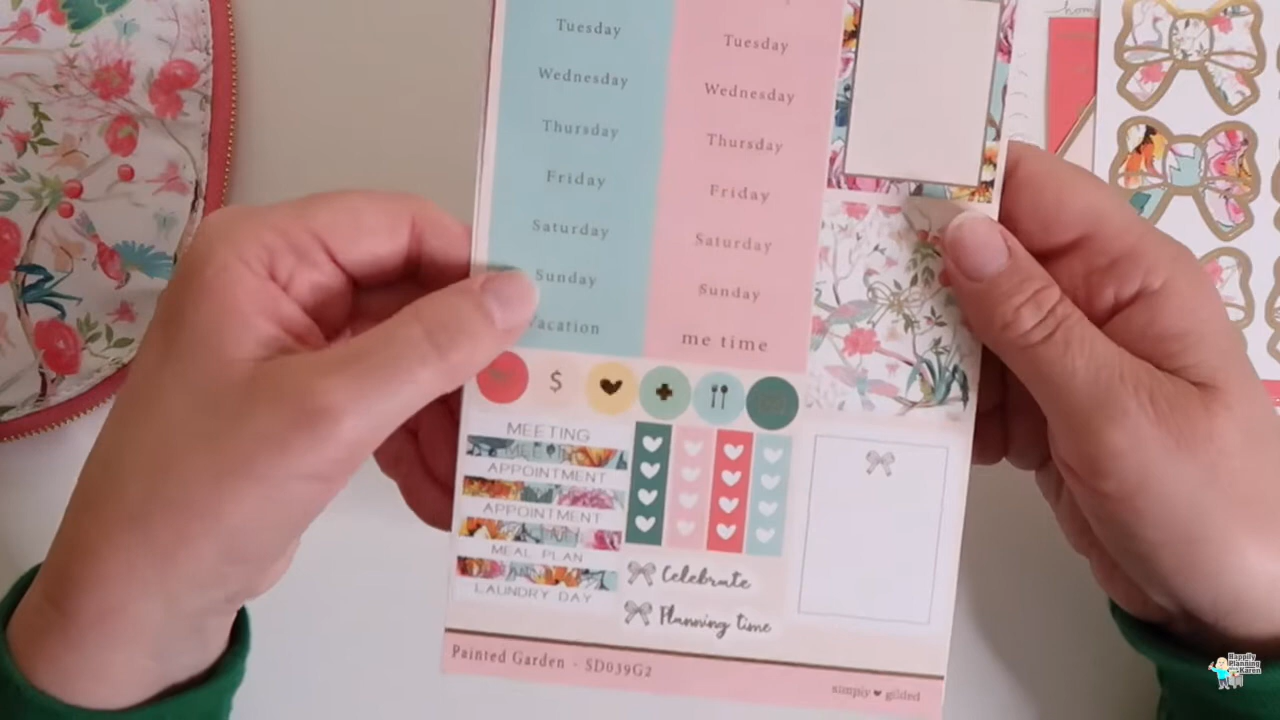 Tuesday
Wednesday
Thursday
Friday
Saturday
Sunday
Vacation
Tuesday
Wednesday
Thursday
Friday
Saturday
Sunday
me time
$
MEETING
APPOINTMENT
APPOINTMENT
MEAL PLAN
LAUNDRY DAY
Celebrate
Planning time
Painted Garden - SD039G2
simply gilded
Happily
Planning
Karen